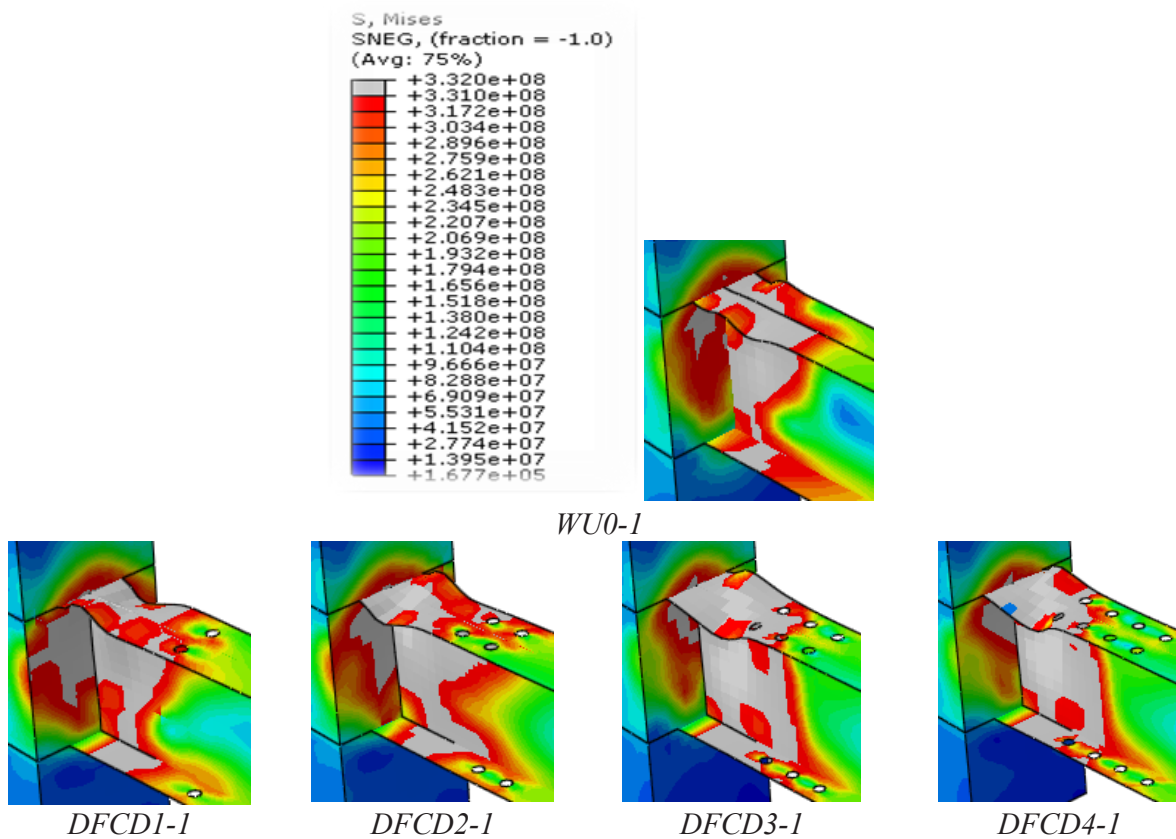 S, Mises
SNEG, (fraction = -1.0)
(Avg: 75%)
+3.320e+08
+3.310e+08
+3.172e+08
+3.034e+08
+2.896e+08
+2.759e+08
+2.621e+08
+2.483e+08
+2.345e+08
+2.207e+08
+2.069e+08
+1.932e+08
+1.794e+08
+1.656e+08
+1.518e+08
+1.380e+08
+1.242e+08
+1.104e+08
+9.666e+07
+8.288e+07
+6.909e+07
+5.531e+07
+4.152e+07
+2.774e+07
+1.395e+07
+1.677e+05
WU0-1
DFCD1-1
DFCD2-1
DFCD3-1
DFCD4-1